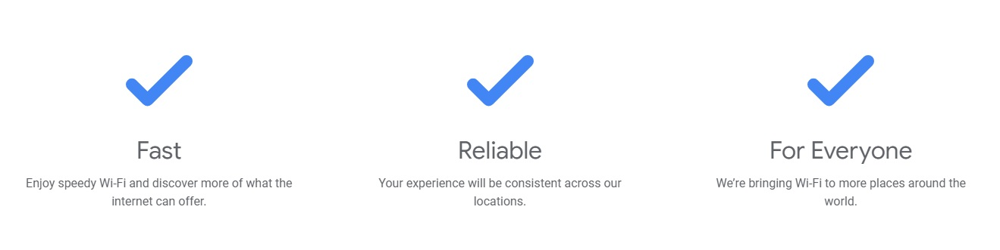 Fast
Enjoy speedy Wi-Fi and discover more of what the
internet can offer.
Reliable
Your experience will be consistent across our
locations.
For Everyone
We’re bringing Wi-Fi to more places around the
world.